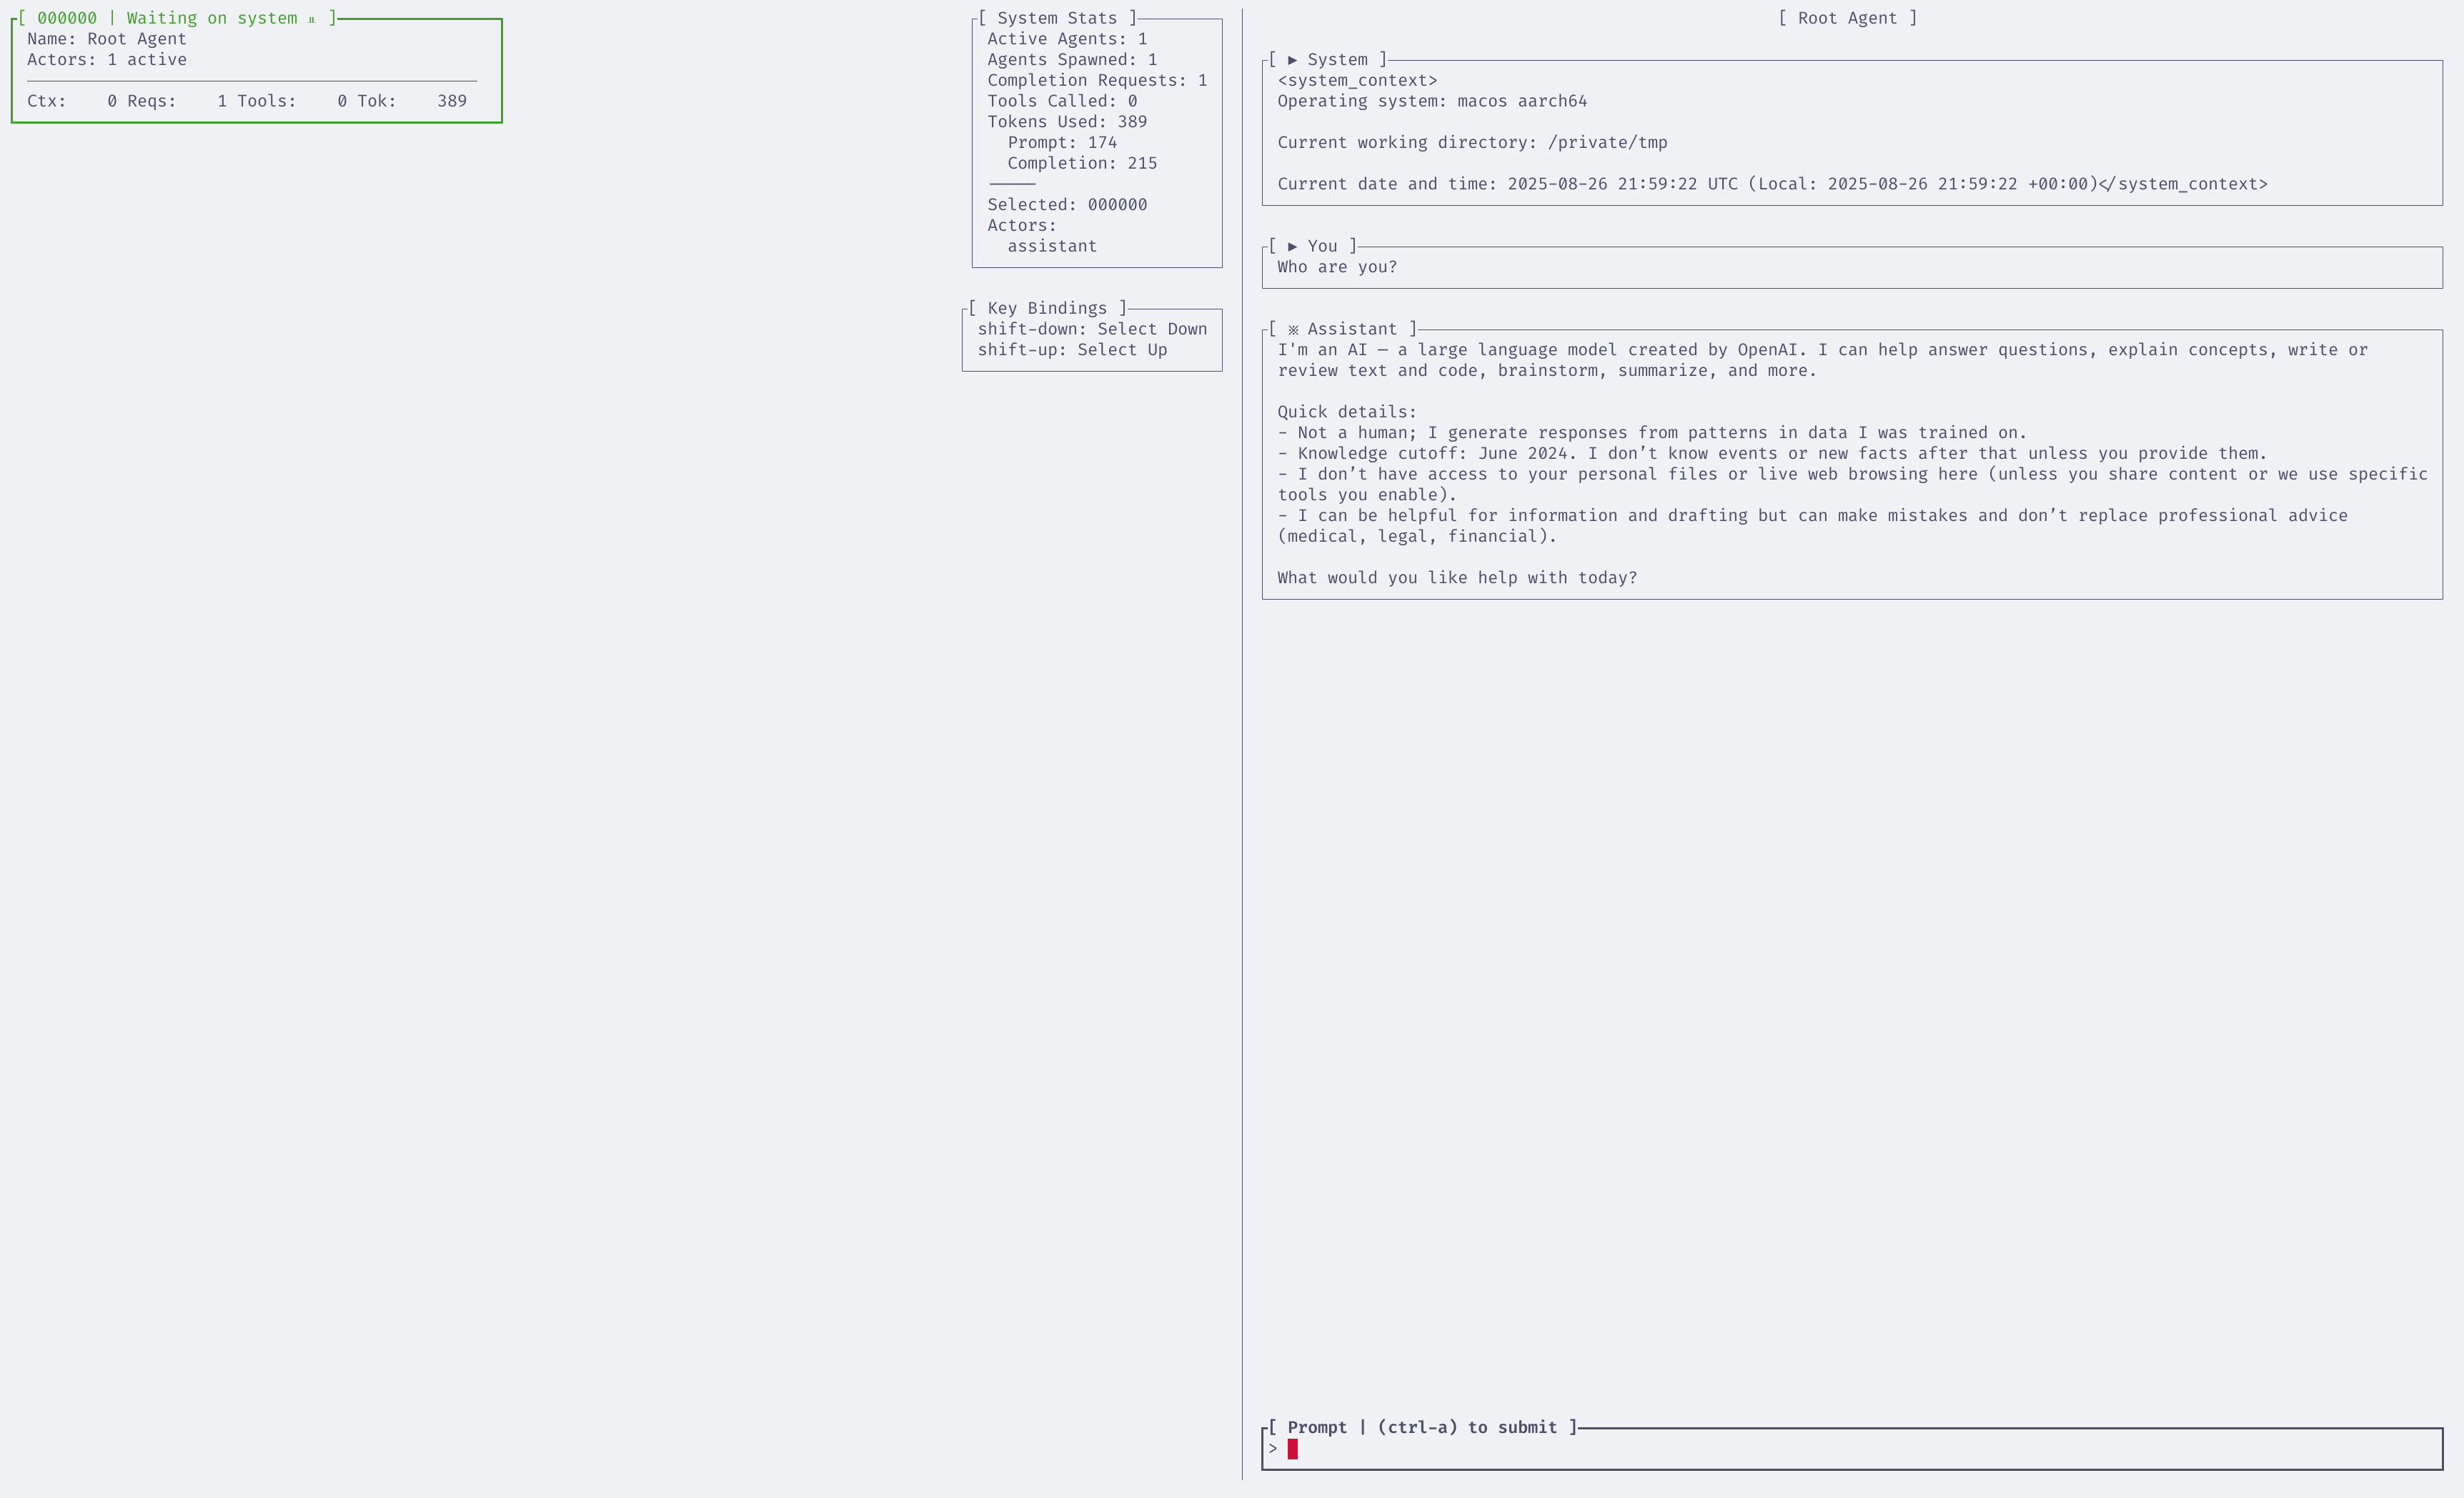 [ 000000 | Waiting on system ⠶ ]
Name: Root Agent
Actors: 1 active
Ctx: 0 Reqs: 1 Tools: 0 Tok: 389
[ System Stats ]
Active Agents: 1
Agents Spawned: 1
Completion Requests: 1
Tools Called: 0
Tokens Used: 389
Prompt: 174
Completion: 215
Selected: 000000
Actors:
assistant
[ Key Bindings ]
shift-down: Select Down
shift-up: Select Up
[ Root Agent ]
[ ▶ System ]
<system_context>
Operating system: macos aarch64
Current working directory: /private/tmp
Current date and time: 2025-08-26 21:59:22 UTC (Local: 2025-08-26 21:59:22 +00:00)</system_context>
[ ▶ You ]
Who are you?
[ ※ Assistant ]
I'm an AI — a large language model created by OpenAI. I can help answer questions, explain concepts, write or
review text and code, brainstorm, summarize, and more.
Quick details:
- Not a human; I generate responses from patterns in data I was trained on.
- Knowledge cutoff: June 2024. I don’t know events or new facts after that unless you provide them.
- I don’t have access to your personal files or live web browsing here (unless you share content or we use specific
tools you enable).
- I can be helpful for information and drafting but can make mistakes and don’t replace professional advice
(medical, legal, financial).
What would you like help with today?
[ Prompt | (ctrl-a) to submit ]
>